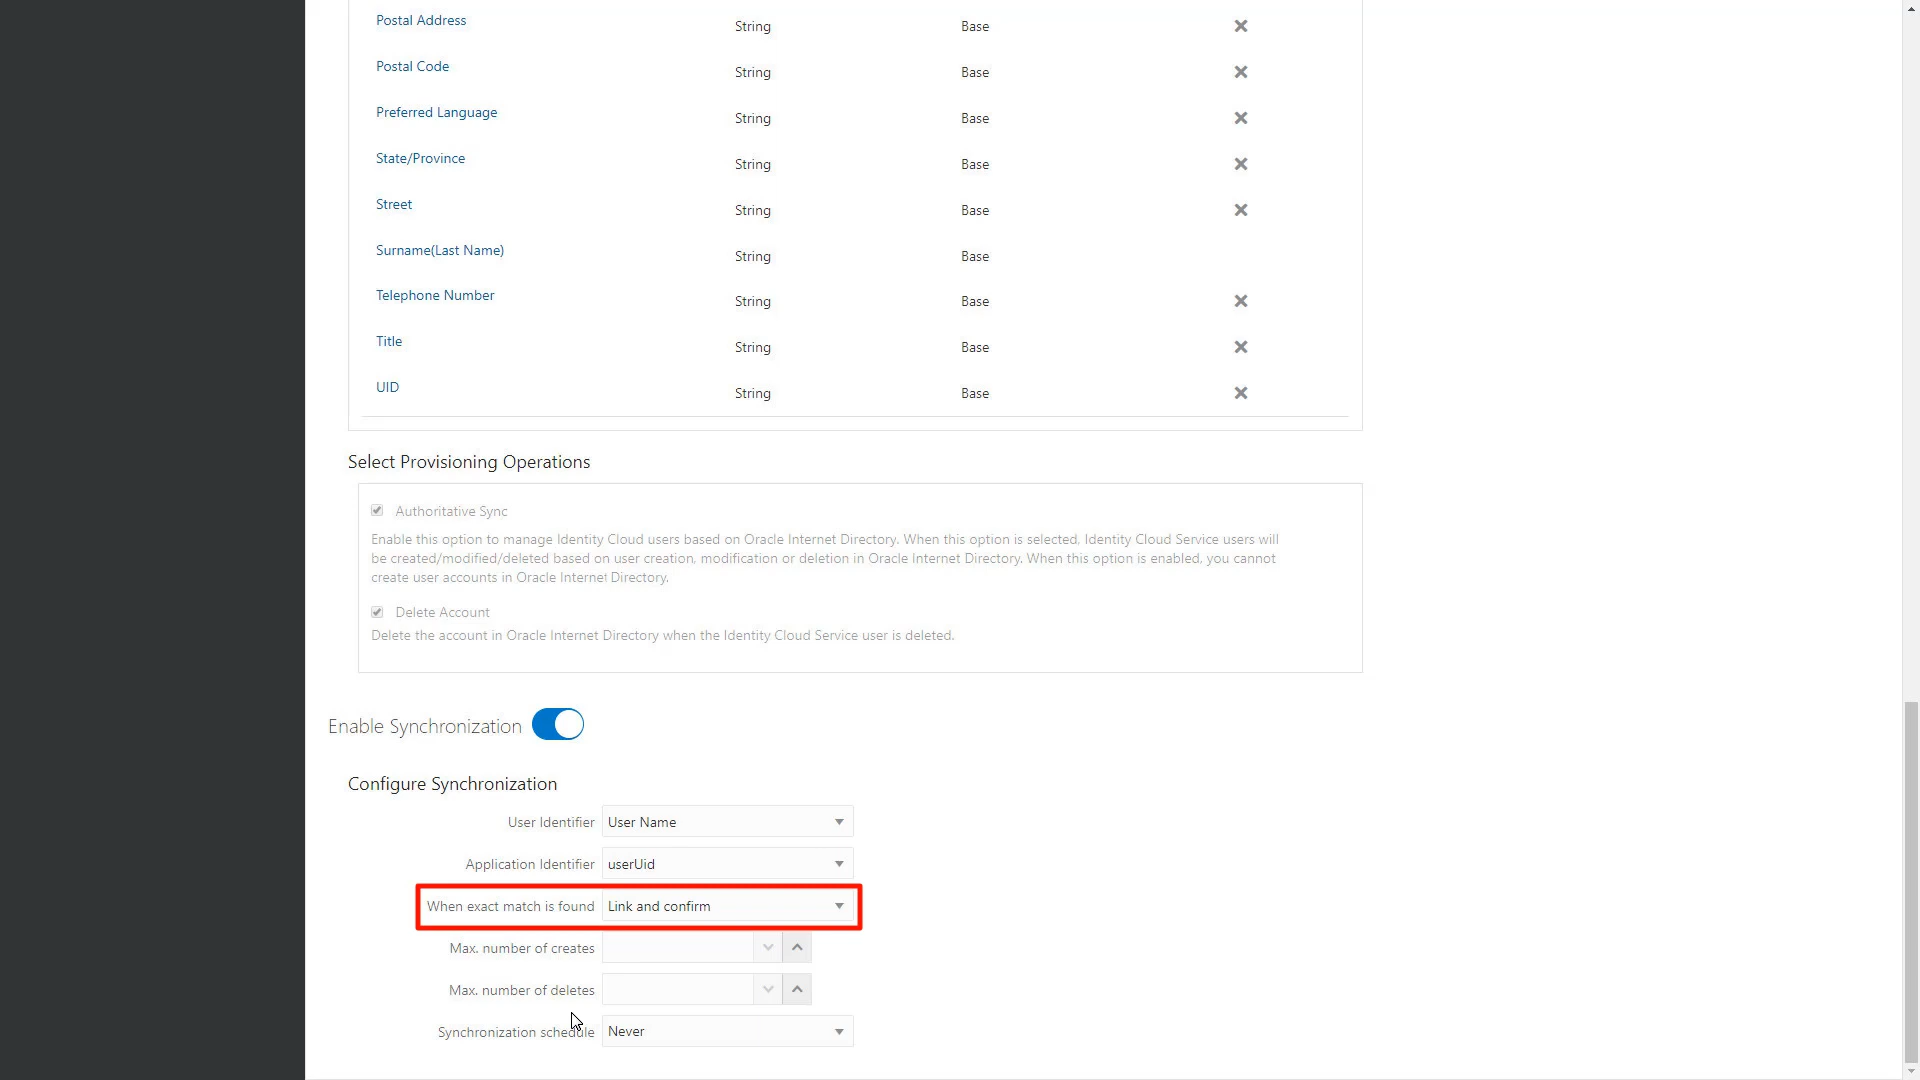 Postal Address String Base
Postal Code String Base
Preferred Language String Base
State/Province String Base
Street String Base
Surname(Last Name) String Base
Telephone Number String Base
Title String Base
UID String Base
Select Provisioning Operations
Authoritative Sync
Enable this option to manage Identity Cloud users based on Oracle Internet Directory. When this option is selected, Identity Cloud Service users will
be created/modified/deleted based on user creation, modification or deletion in Oracle Internet Directory. When this option is enabled, you cannot
create user accounts in Oracle Internet Directory.
Delete Account
Delete the account in Oracle Internet Directory when the Identity Cloud Service user is deleted.
Enable Synchronization
Configure Synchronization
User Identifier User Name
Application Identifier userUid
When exact match is found Link and confirm
Max. number of creates
Max. number of deletes
Synchronization schedule Never